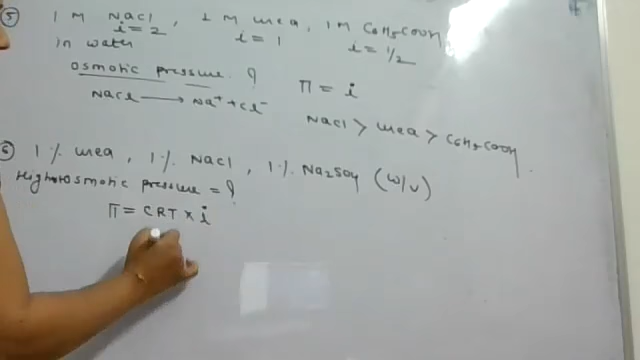 ⑤ 1 M NaCl, 1 M urea, 1 M C6H5COOH
i = 2 i = 1 i = 1/2
in water
osmotic pressure ?
π = i
NaCl → Na⁺ + Cl⁻
NaCl > urea > C6H5COOH.
⑥ 1% urea, 1% NaCl, 1% Na2SO4 (w/v)
Highest osmotic pressure = ?
π = CRT × i